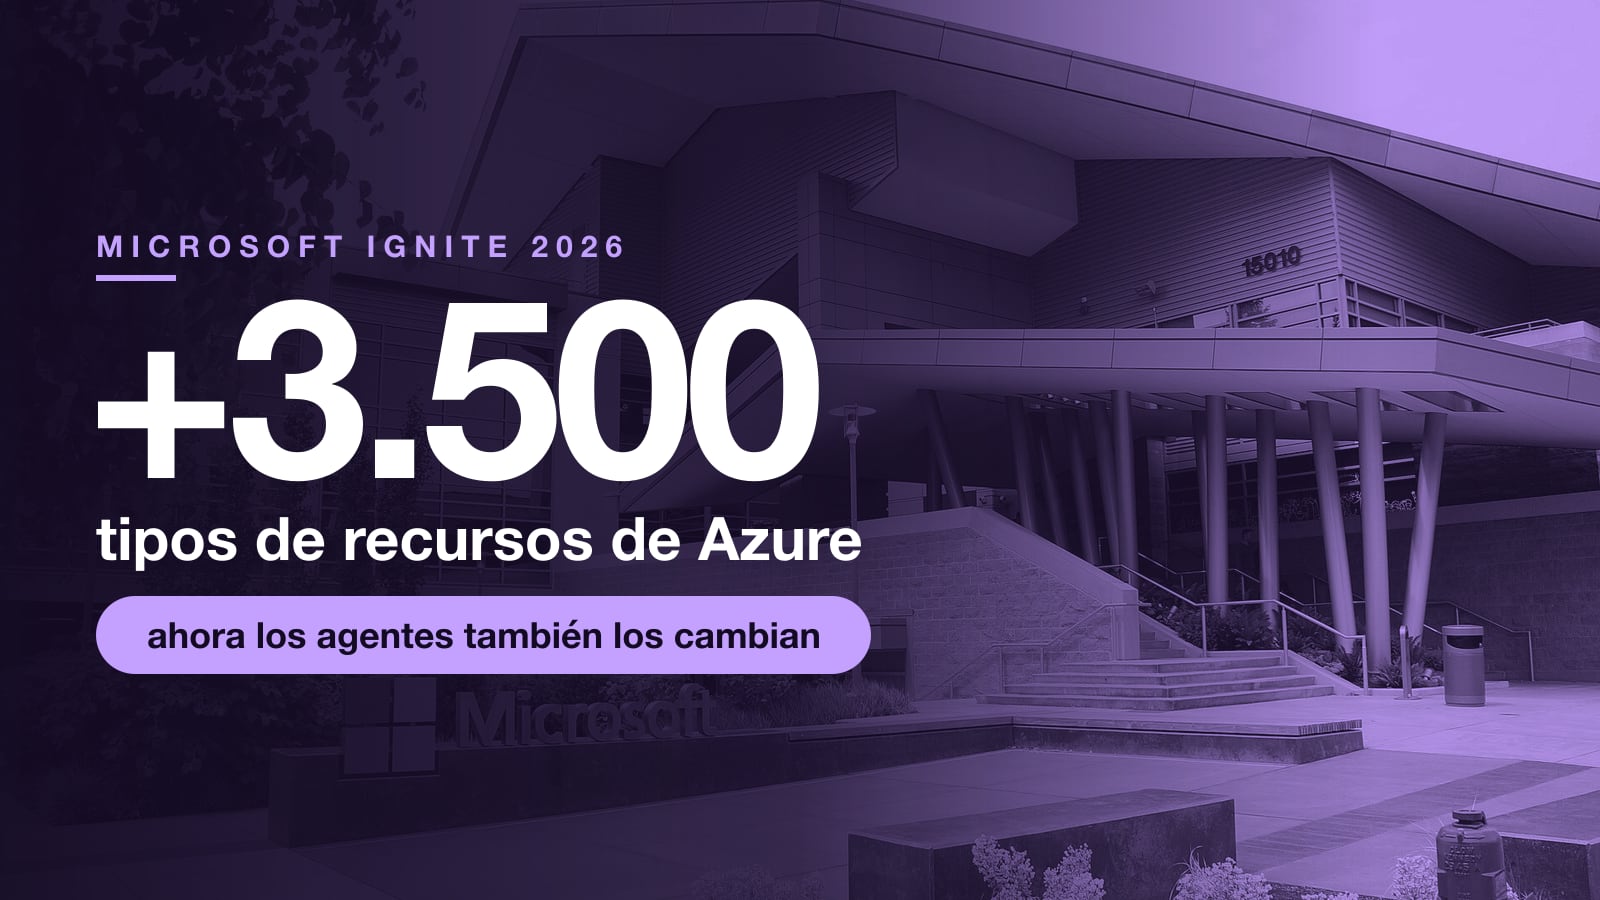 MICROSOFT IGNITE 2026
+3.500
tipos de recursos de Azure
ahora los agentes también los cambian
15010
Microsoft